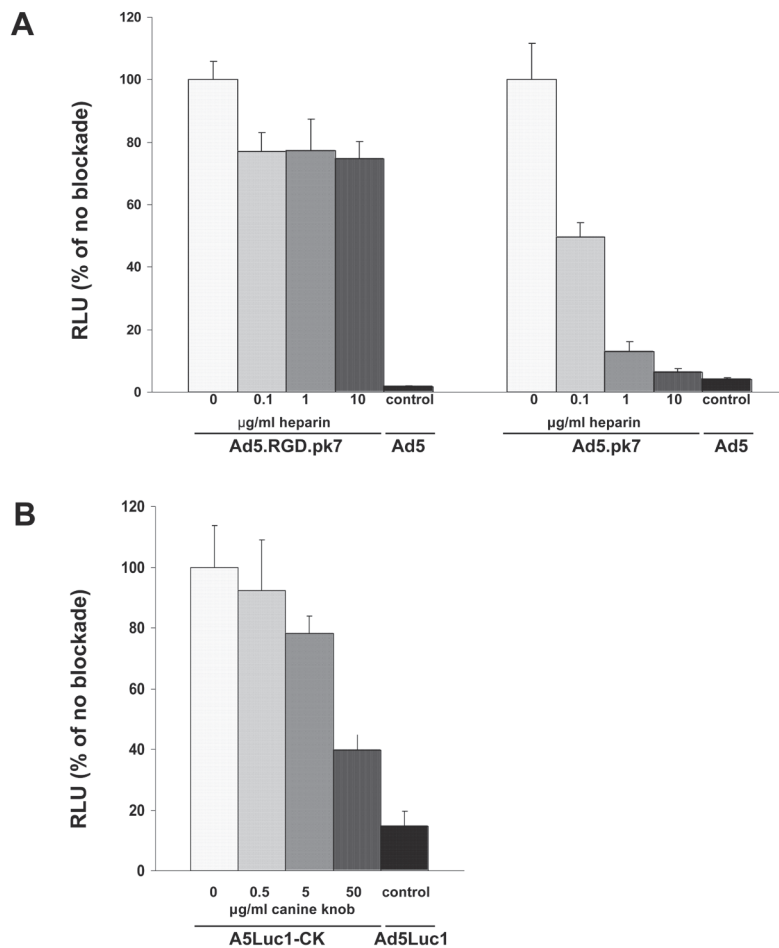 A
RLU (% of no blockade)
120
100
80
60
40
20
0
0 0.1 1 10 control
μg/ml heparin
Ad5.RGD.pk7 Ad5
0 0.1 1 10 control
μg/ml heparin
Ad5.pk7 Ad5
B
RLU (% of no blockade)
120
100
80
60
40
20
0
0 0.5 5 50 control
μg/ml canine knob
A5Luc1-CK Ad5Luc1